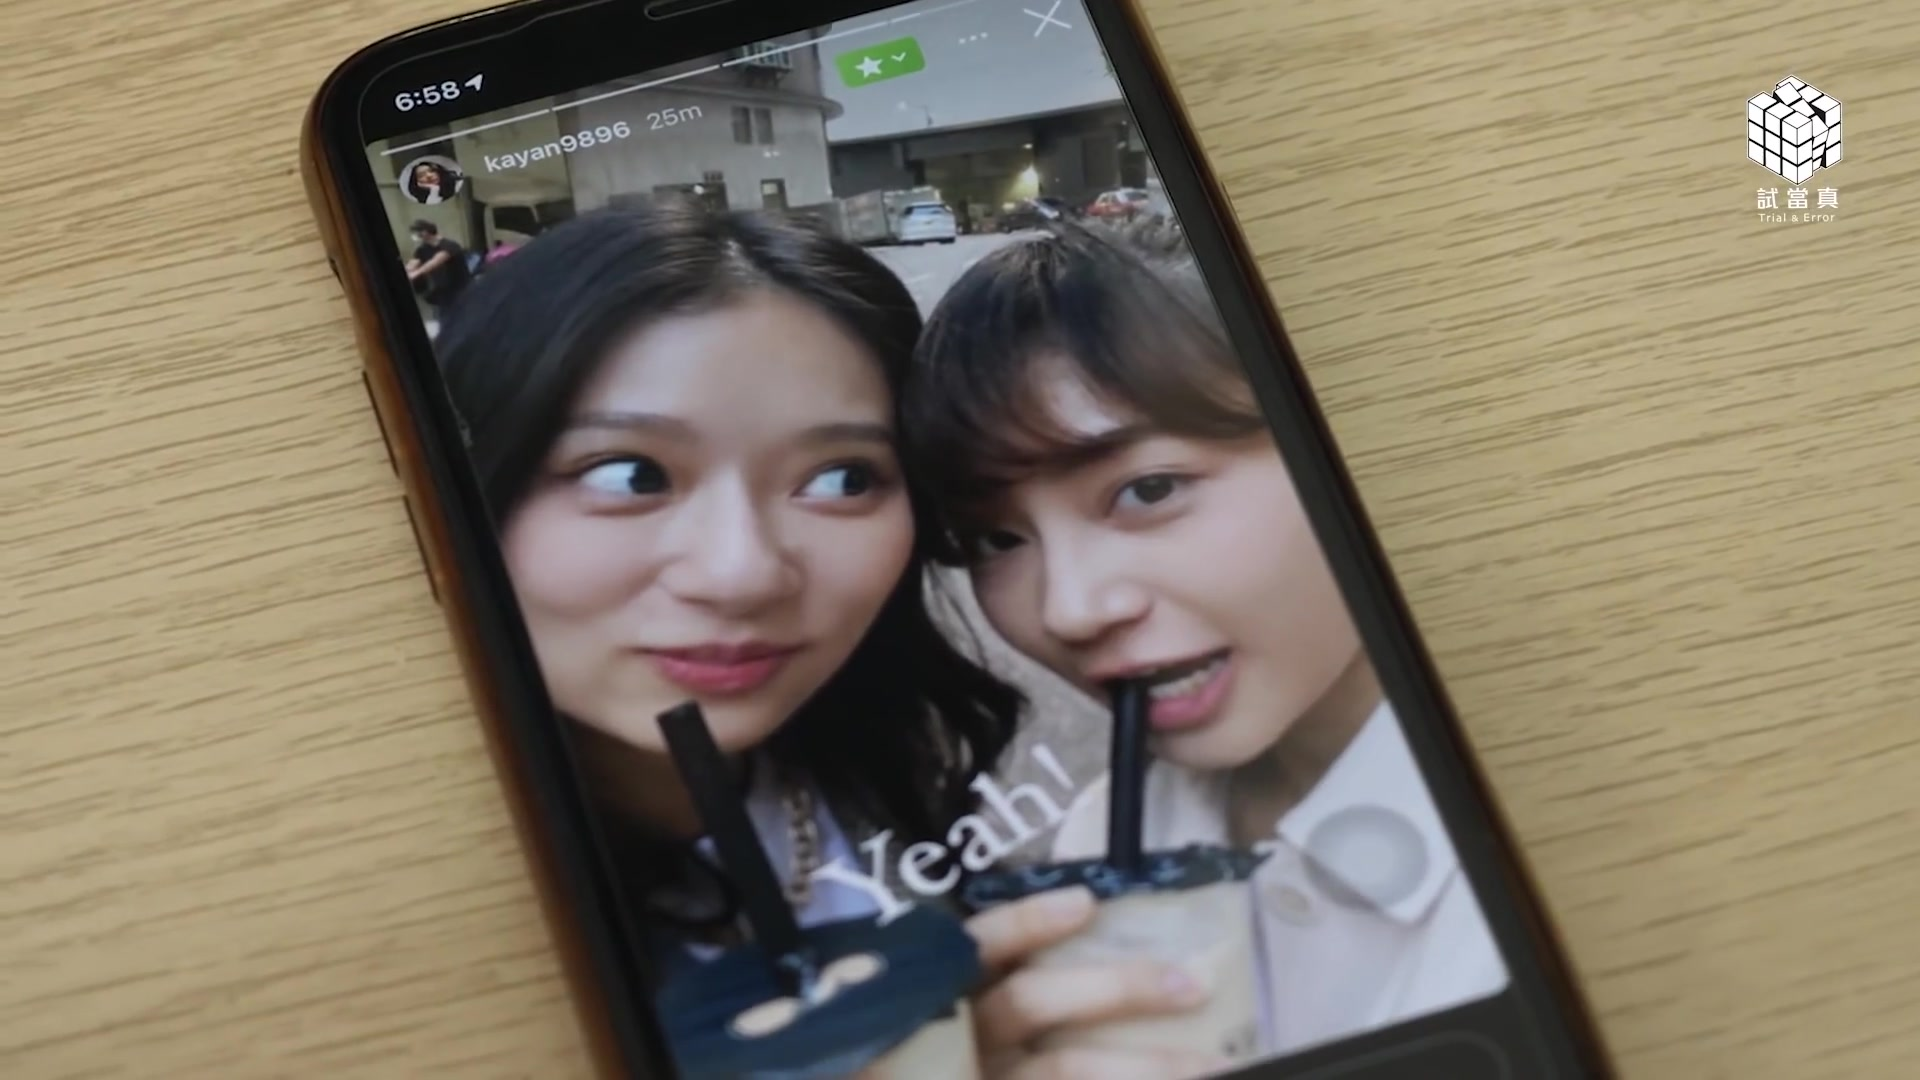 6:58
kayan9896 25m
Yeah!
試當真
Trial & Error